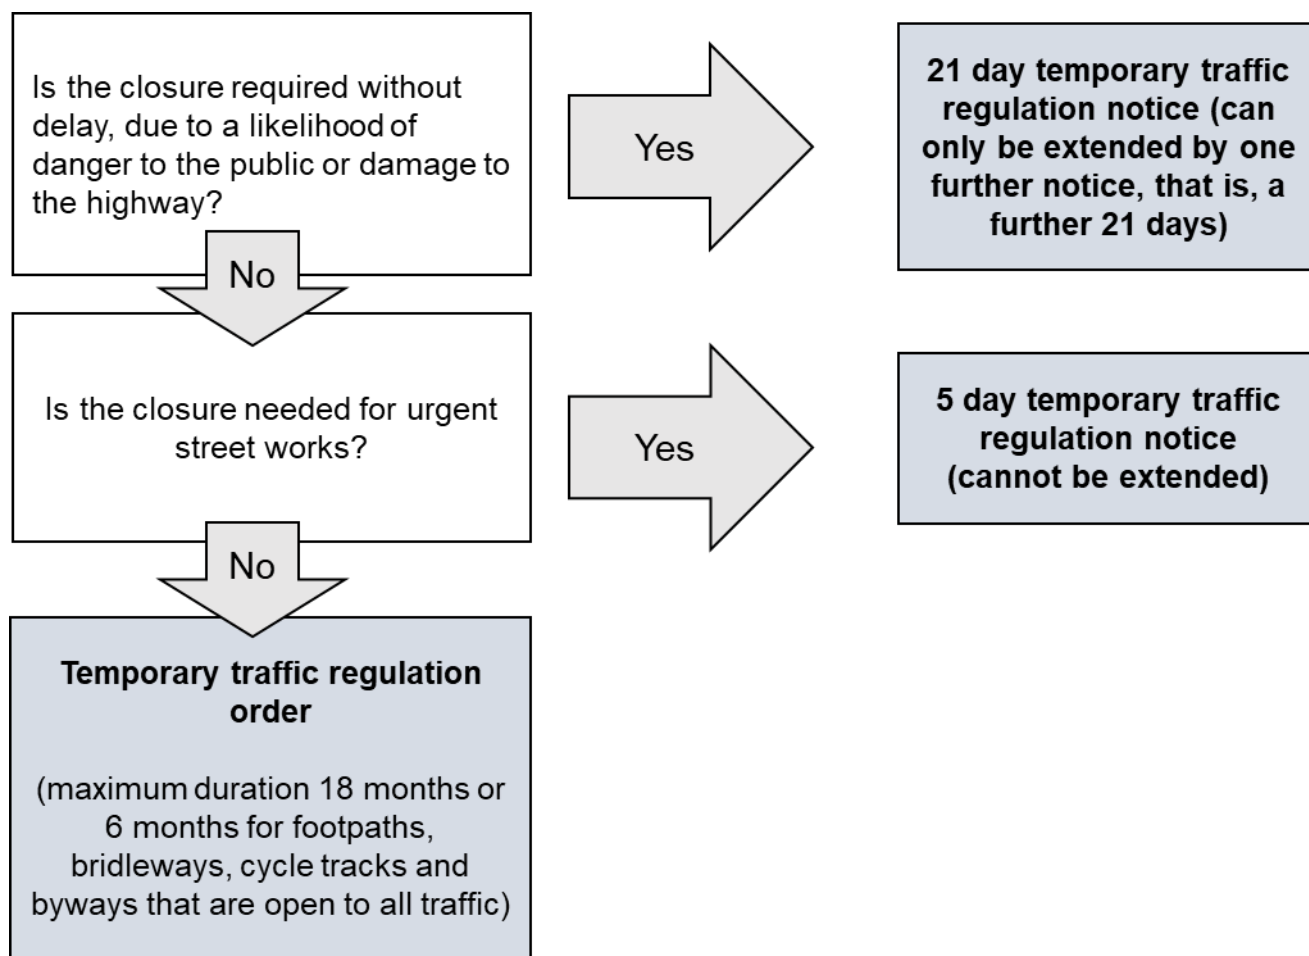 Is the closure required without
delay, due to a likelihood of
danger to the public or damage to
the highway?
Yes
21 day temporary traffic
regulation notice (can
only be extended by one
further notice, that is, a
further 21 days)
No
Is the closure needed for urgent
street works?
Yes
5 day temporary traffic
regulation notice
(cannot be extended)
No
Temporary traffic regulation
order
(maximum duration 18 months or
6 months for footpaths,
bridleways, cycle tracks and
byways that are open to all traffic)